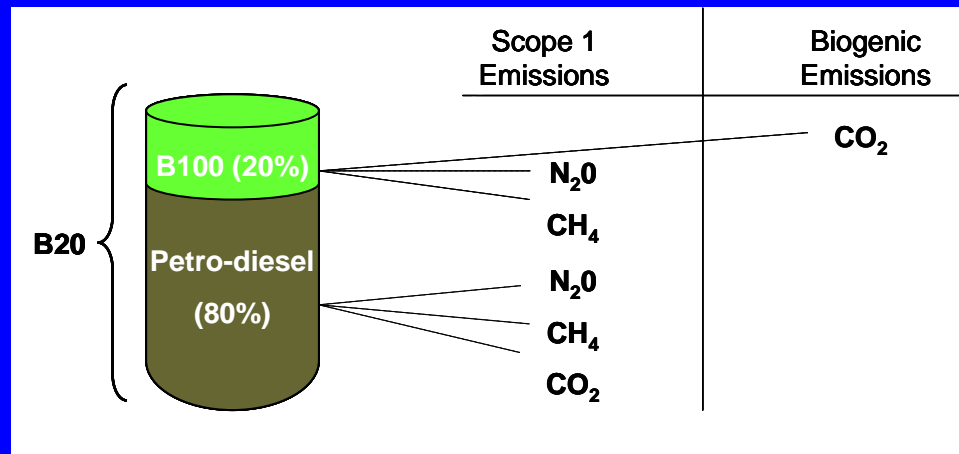 Scope 1
Emissions
Biogenic
Emissions
CO₂
B100 (20%)
N₂0
CH₄
B20
Petro-diesel
(80%)
N₂0
CH₄
CO₂